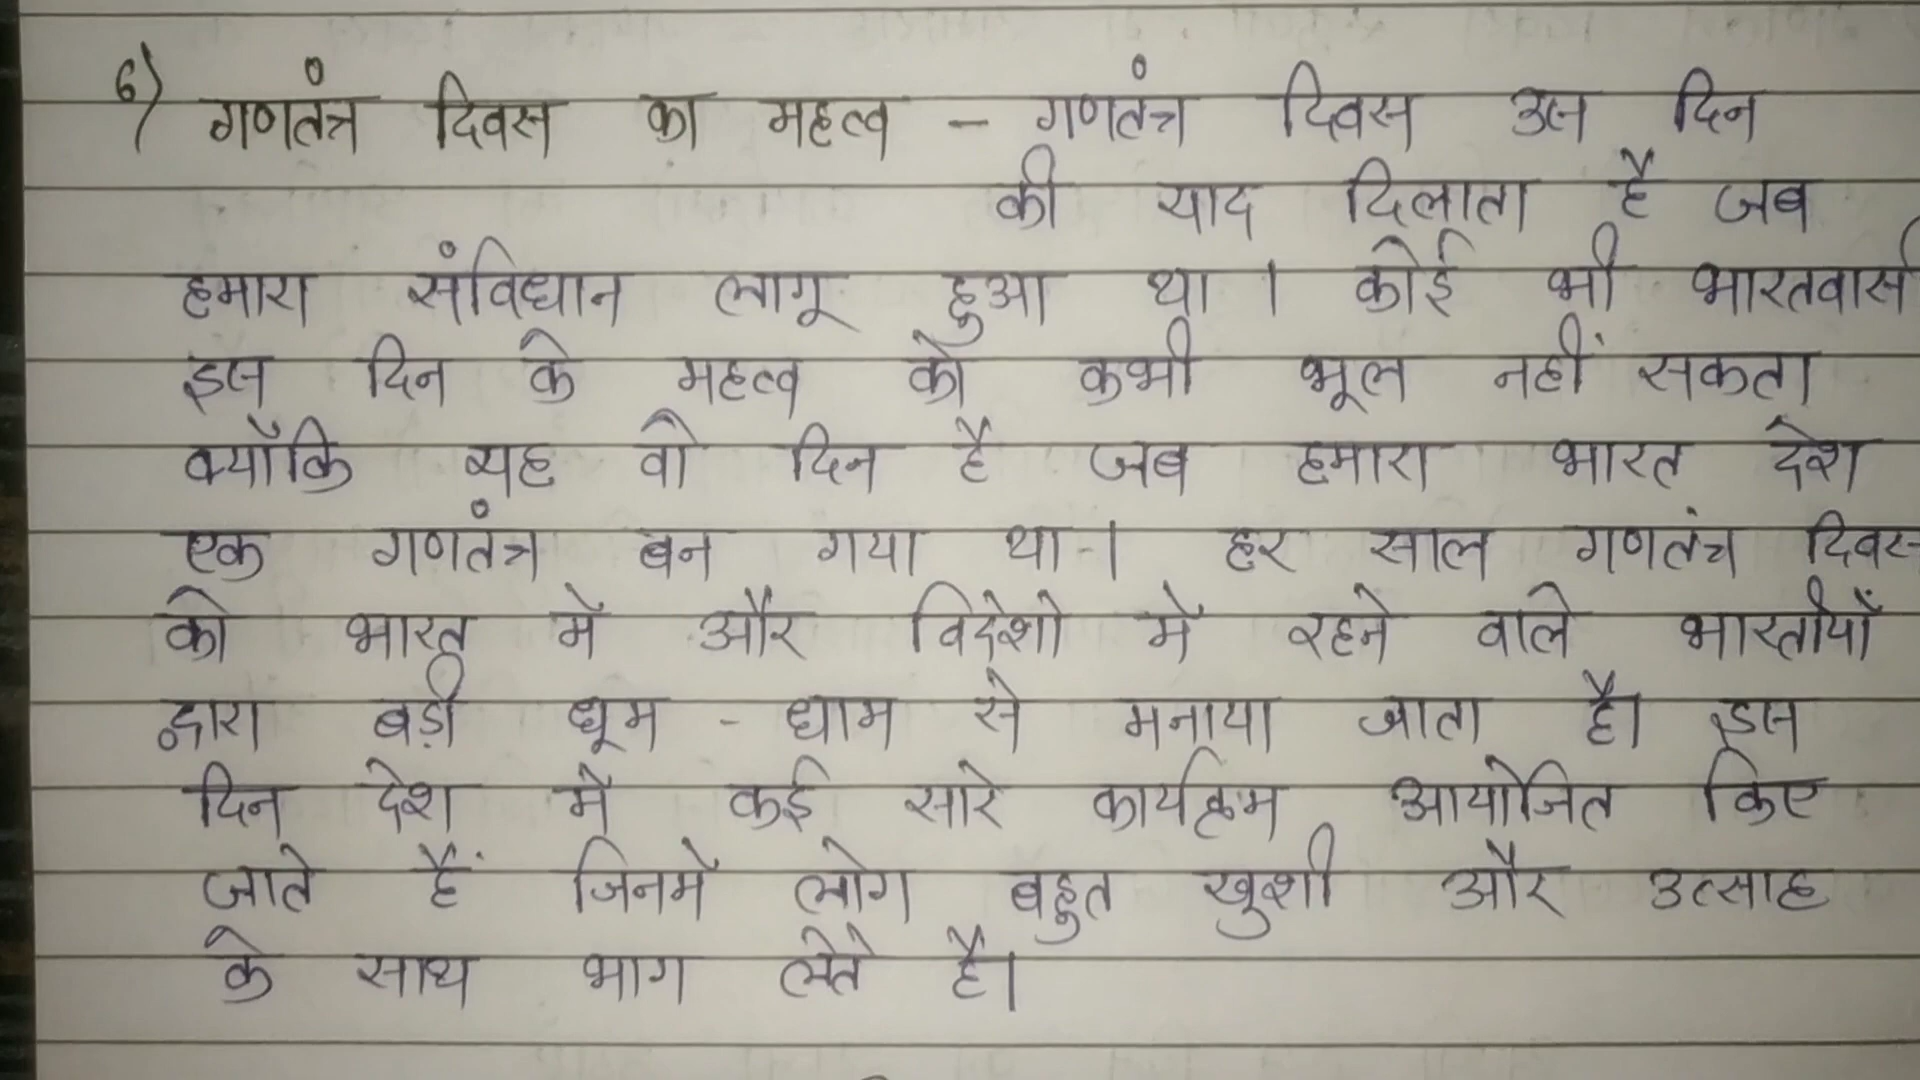 6) गणतंत्र दिवस का महत्व - गणतंत्र दिवस उस दिन
की याद दिलाता है जब
हमारा संविधान लागू हुआ था । कोई भी भारतवासी
इस दिन के महत्व को कभी भूल नहीं सकता
क्योंकि यह वो दिन है जब हमारा भारत देश
एक गणतंत्र बन गया था । हर साल गणतंत्र दिवस
को भारत में और विदेशो मे रहने वाले भारतीयों
द्वारा बड़ी धूम - धाम से मनाया जाता है। इस
दिन देश में कई सारे कार्यक्रम आयोजित किए
जाते हैं जिनमें लोग बहुत खुशी और उत्साह
के साथ भाग लेते है।